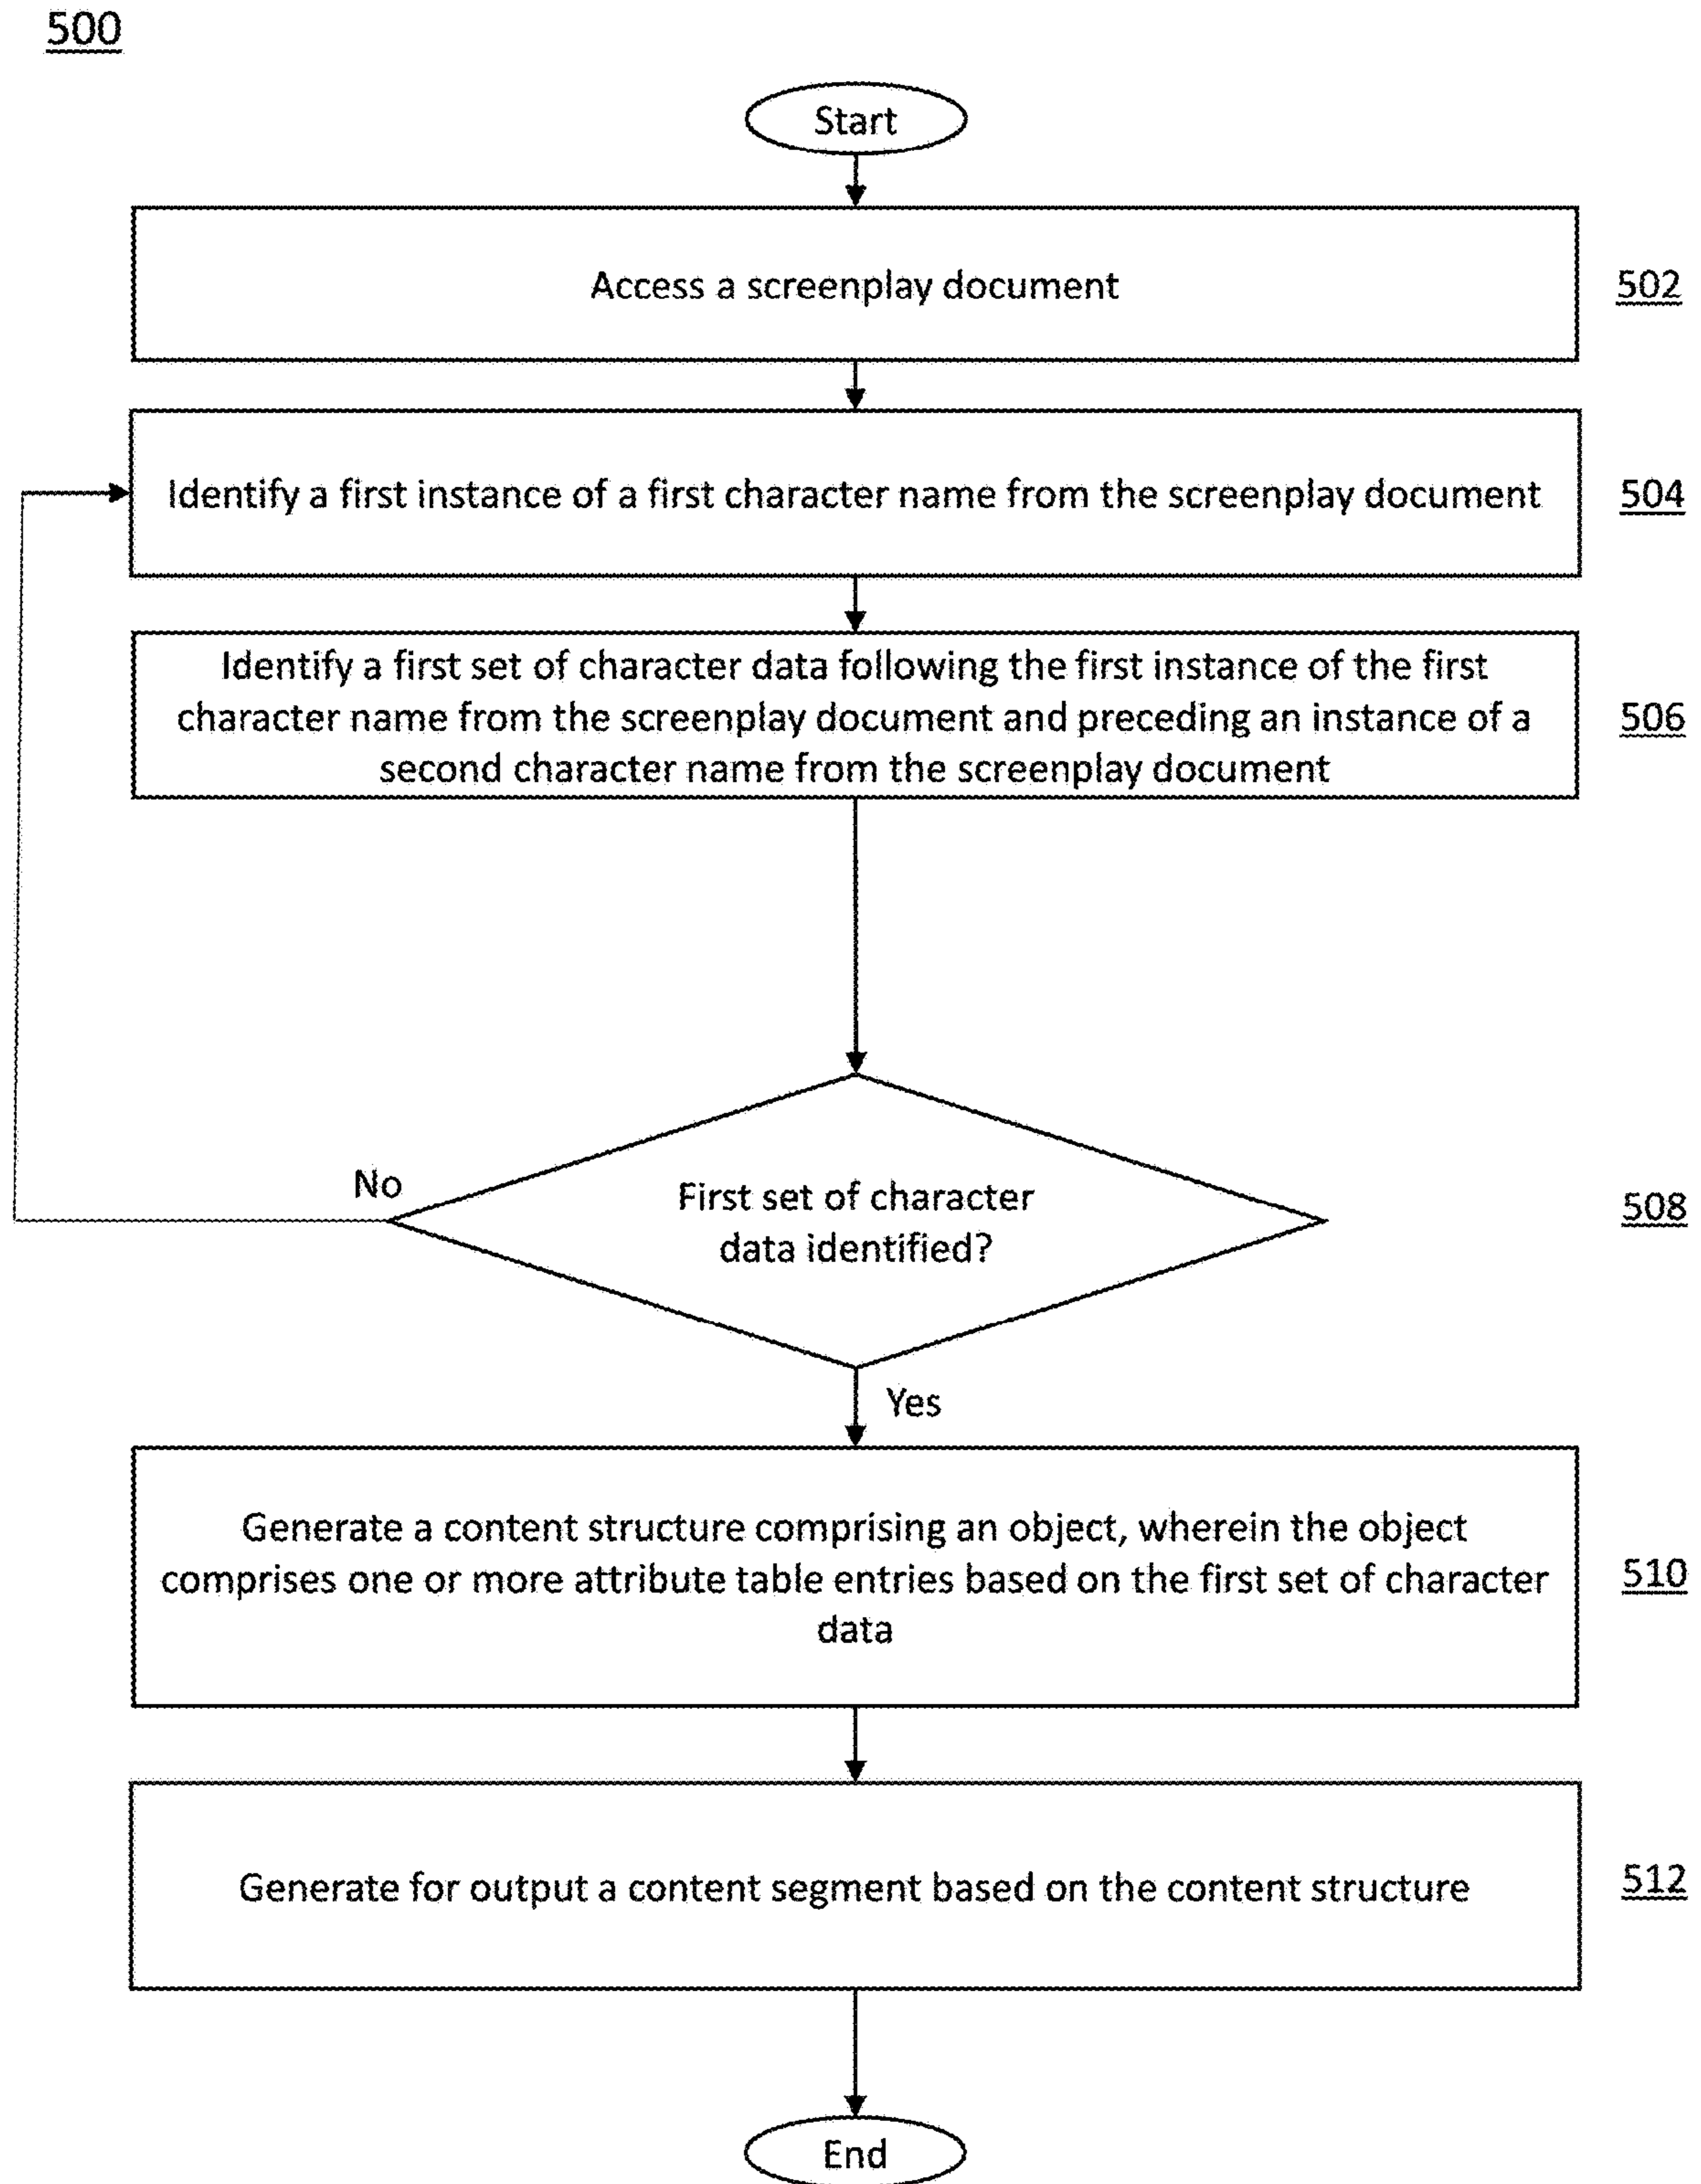 500
Start
Access a screenplay document
502
Identify a first instance of a first character name from the screenplay document
504
Identify a first set of character data following the first instance of the first
character name from the screenplay document and preceding an instance of a
second character name from the screenplay document
506
No
First set of character
data identified?
508
Yes
Generate a content structure comprising an object, wherein the object
comprises one or more attribute table entries based on the first set of character
data
510
Generate for output a content segment based on the content structure
512
End